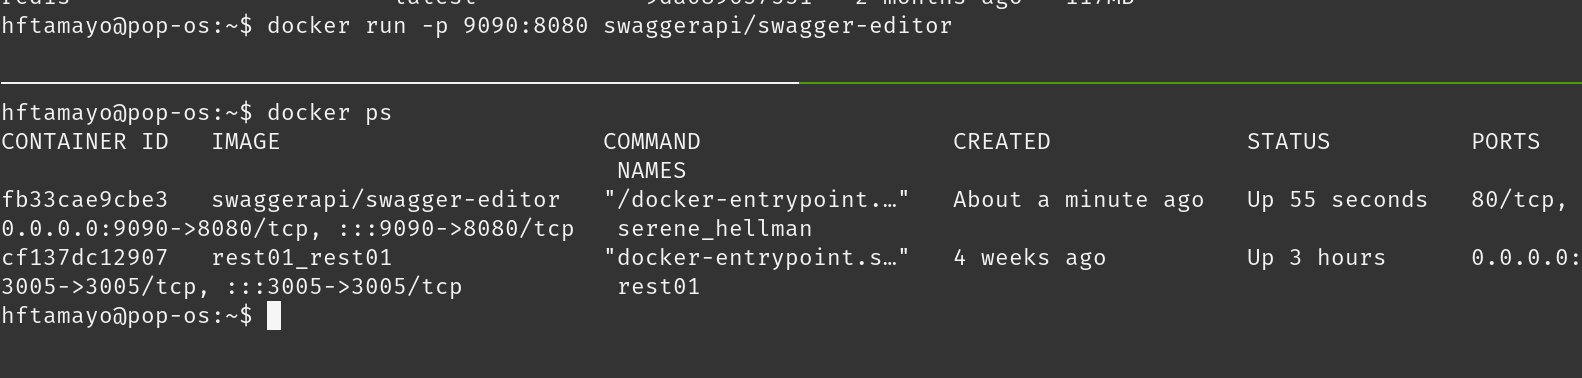 redis latest 2 months ago 117MB
hftamayo@pop-os:~$ docker run -p 9090:8080 swaggerapi/swagger-editor
hftamayo@pop-os:~$ docker ps
CONTAINER ID   IMAGE                       COMMAND                  CREATED              STATUS          PORTS
NAMES
fb33cae9cbe3   swaggerapi/swagger-editor   "/docker-entrypoint.…"   About a minute ago   Up 55 seconds   80/tcp,
0.0.0.0:9090->8080/tcp, :::9090->8080/tcp   serene_hellman
cf137dc12907   rest01_rest01               "docker-entrypoint.s…"   4 weeks ago          Up 3 hours      0.0.0.0:
3005->3005/tcp, :::3005->3005/tcp           rest01
hftamayo@pop-os:~$